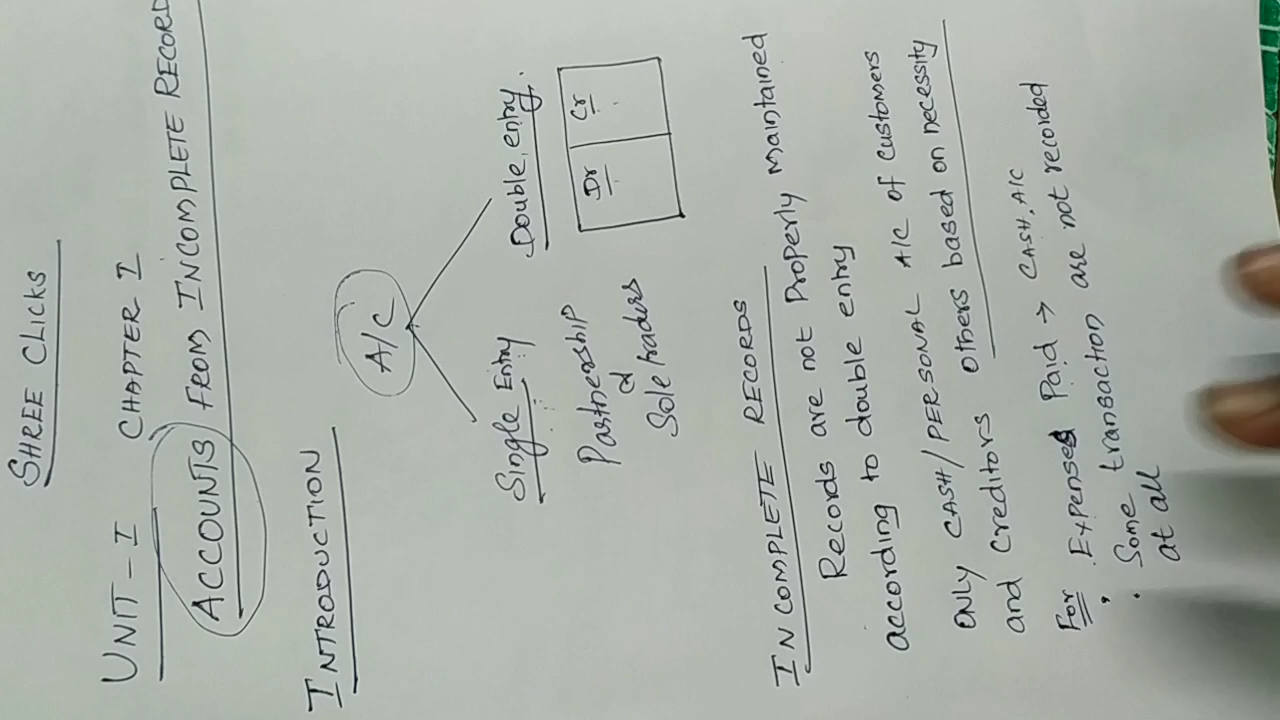 SHREE CLICKS
UNIT-I CHAPTER I
ACCOUNTS FROM INCOMPLETE RECORD
INTRODUCTION
A/C
Single Entry
Double entry.
Partnership
&
Sole traders
Dr Cr
INCOMPLETE RECORDS
Records are not Properly maintained
according to double entry
ONLY CASH/PERSONAL A/C of customers
and creditors others based on necessity
For Expenses Paid → CASH, A/C
. Some transaction are not recorded
at all